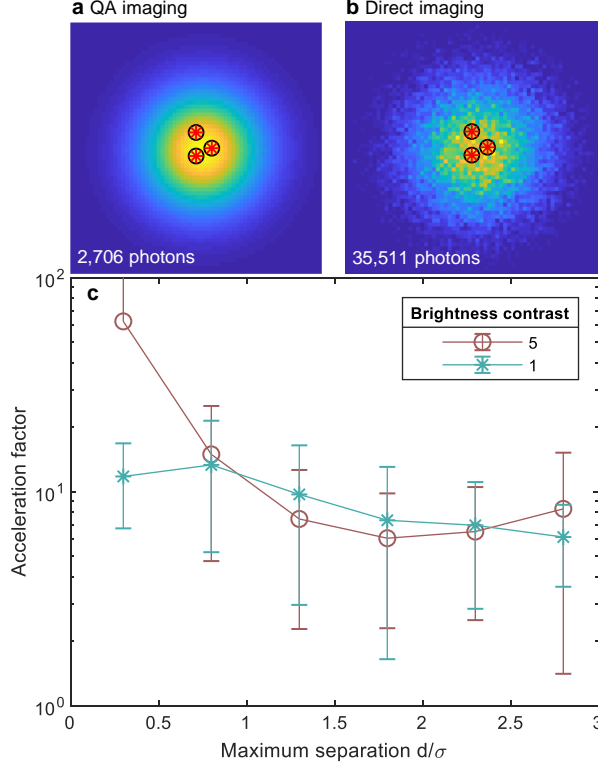 a QA imaging
b Direct imaging
2,706 photons
35,511 photons
c
Brightness contrast
5
1
10²
10¹
10⁰
Acceleration factor
0 0.5 1 1.5 2 2.5 3
Maximum separation d/σ